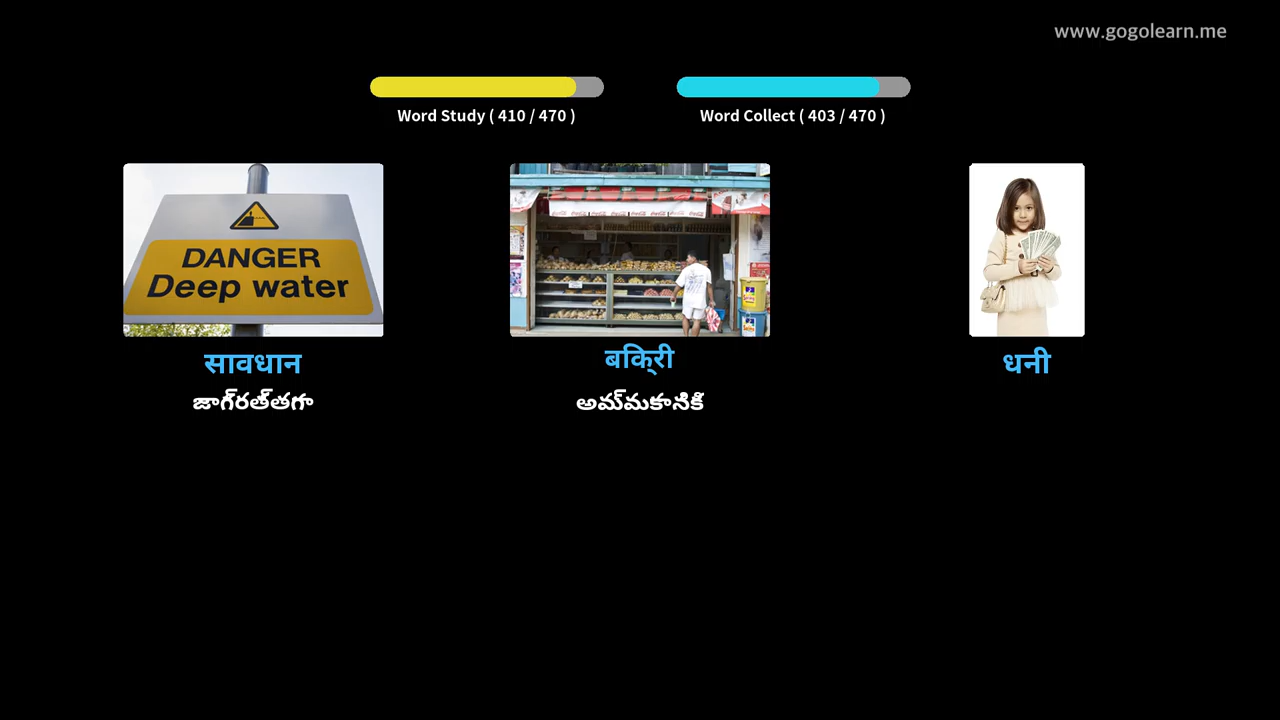 www.gogolearn.me
Word Study ( 410 / 470 )
Word Collect ( 403 / 470 )
DANGER
Deep water
सावधान
बिक्री
धनी
జాగ్రత్తగా
అమ్మకానికి